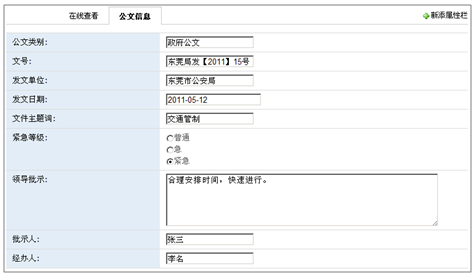 在线查看 公文信息 新添属性栏
公文类别： 政府公文
文号： 东莞局发【2011】15号
发文单位： 东莞市公安局
发文日期： 2011-05-12
文件主题词： 交通管制
紧急等级： 普通
急
紧急
领导批示： 合理安排时间，快速进行。
批示人： 张三
经办人： 李名